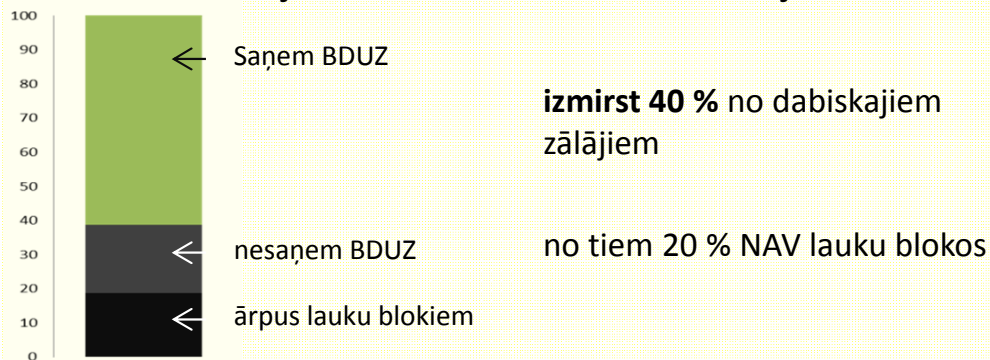 100
90
80
70
60
50
40
30
20
10
0
Saņem BDUZ
nesaņem BDUZ
ārpus lauku blokiem
izmirst 40 % no dabiskajiem
zālājiem
no tiem 20 % NAV lauku blokos